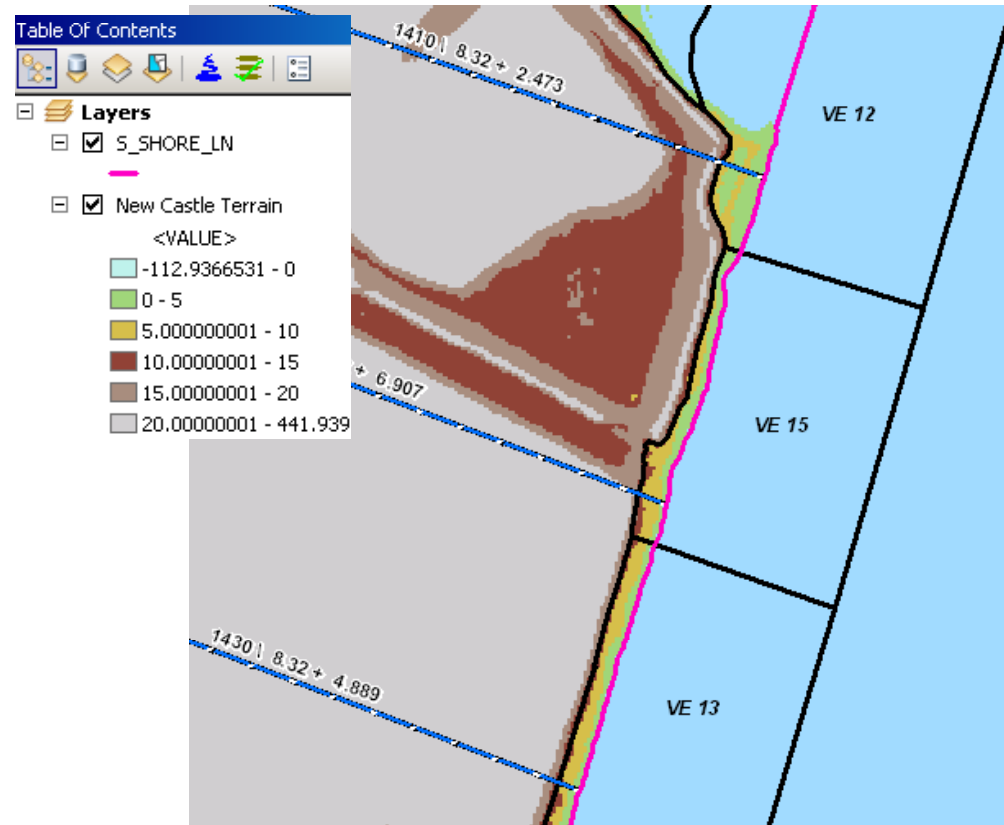 Table Of Contents
Layers
S_SHORE_LN
New Castle Terrain
<VALUE>
-112.9366531 - 0
0 - 5
5.000000001 - 10
10.00000001 - 15
15.00000001 - 20
20.00000001 - 441.939
1410 \ 8.32 + 2.473
VE 12
+ 6.907
VE 15
1430 \ 8.32 + 4.889
VE 13